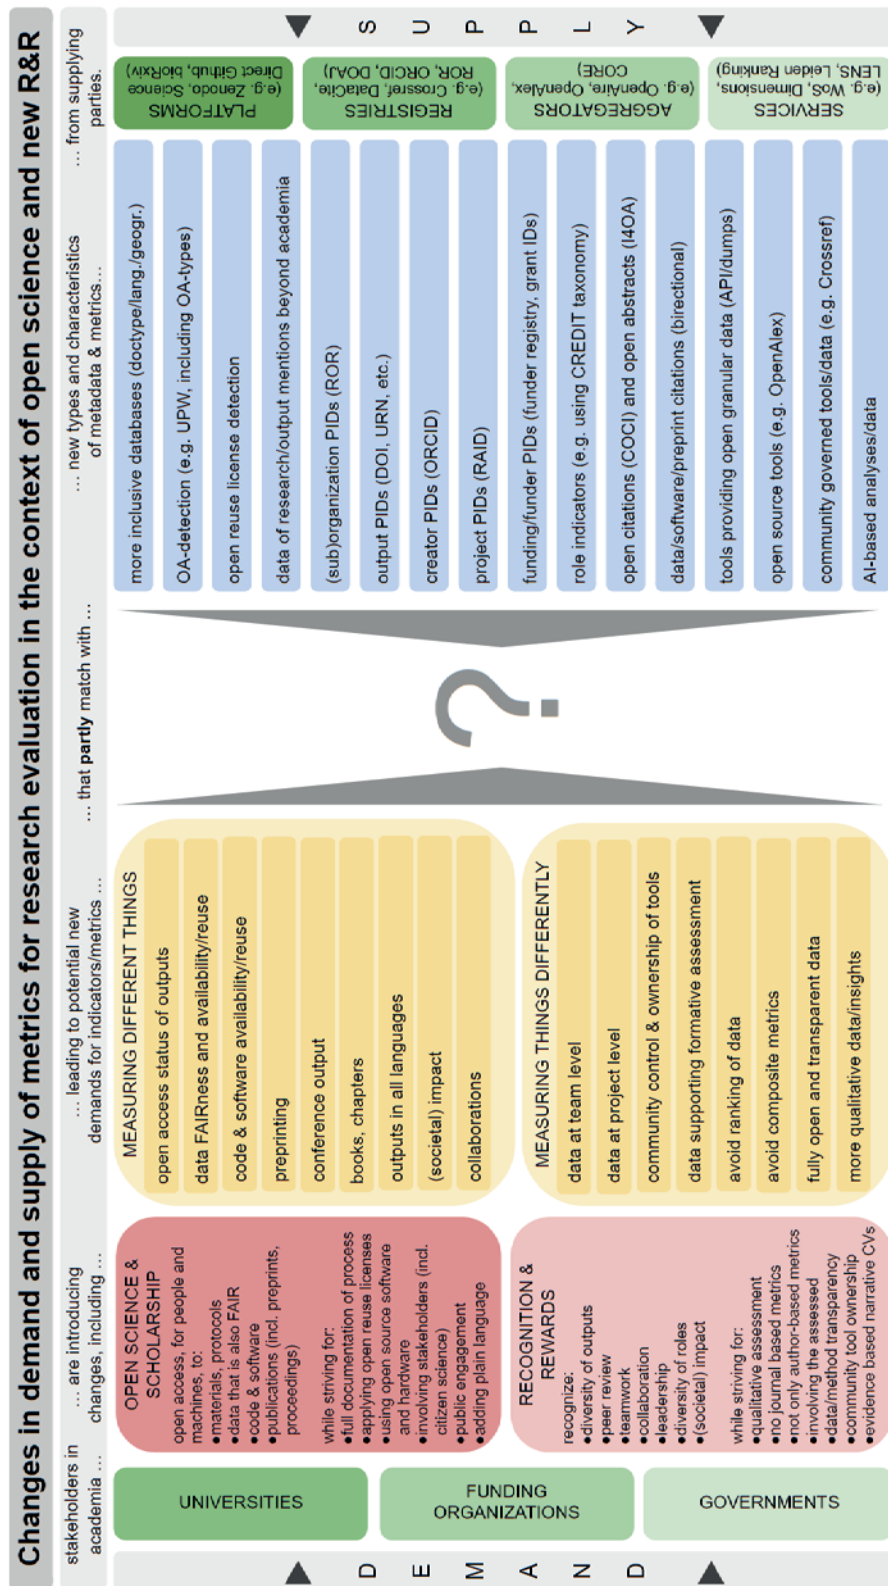 Changes in demand and supply of metrics for research evaluation in the context of open science and new R&R
stakeholders in
academia ...
... are introducing
changes, including ...
... leading to potential new
demands for indicators/metrics ...
... that partly match with ...
... new types and characteristics
of metadata & metrics...
... from supplying
parties.
DEMAND
UNIVERSITIES
FUNDING
ORGANIZATIONS
GOVERNMENTS
OPEN SCIENCE &
SCHOLARSHIP
open access, for people and
machines, to:
●materials, protocols
●data that is also FAIR
●code & software
●publications (incl. preprints,
proceedings)
while striving for:
●full documentation of process
●applying open reuse licenses
●using open source software
and hardware
●involving stakeholders (incl.
citizen science)
●public engagement
●adding plain language
RECOGNITION &
REWARDS
recognize:
●diversity of outputs
●peer review
●teamwork
●collaboration
●leadership
●diversity of roles
●(societal) impact
while striving for:
●qualitative assessment
●no journal based metrics
●not only author-based metrics
●involving the assessed
●data/method transparency
●community tool ownership
●evidence based narrative CVs
MEASURING DIFFERENT THINGS
open access status of outputs
data FAIRness and availability/reuse
code & software availability/reuse
preprinting
conference output
books, chapters
outputs in all languages
(societal) impact
collaborations
MEASURING THINGS DIFFERENTLY
data at team level
data at project level
community control & ownership of tools
data supporting formative assessment
avoid ranking of data
avoid composite metrics
fully open and transparent data
more qualitative data/insights
?
more inclusive databases (doctype/lang./geogr.)
OA-detection (e.g. UPW, including OA-types)
open reuse license detection
data of research/output mentions beyond academia
(sub)organization PIDs (ROR)
output PIDs (DOI, URN, etc.)
creator PIDs (ORCID)
project PIDs (RAID)
funding/funder PIDs (funder registry, grant IDs)
role indicators (e.g. using CREDIT taxonomy)
open citations (COCI) and open abstracts (I4OA)
data/software/preprint citations (birectional)
tools providing open granular data (API/dumps)
open source tools (e.g. OpenAlex)
community governed tools/data (e.g. Crossref)
AI-based analyses/data
PLATFORMS
(e.g. Zenodo, Science
Direct Github, bioRxiv)
REGISTRIES
(e.g. Crossref, DataCite,
ROR, ORCID, DOAJ)
AGGREGATORS
(e.g. OpenAire, OpenAlex,
CORE)
SERVICES
(e.g. WoS, Dimensions,
LENS, Leiden Ranking)
SUPPLY